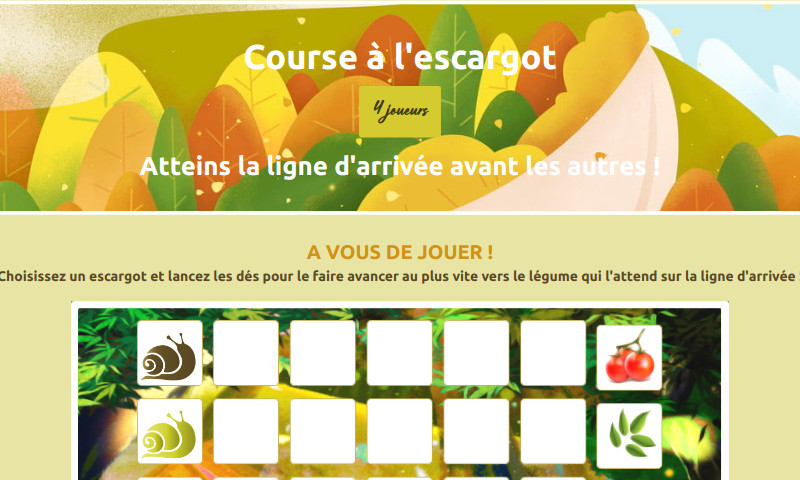 Course à l'escargot
4 joueurs
Atteins la ligne d'arrivée avant les autres !
A VOUS DE JOUER !
Choisissez un escargot et lancez les dés pour le faire avancer au plus vite vers le légume qui l'attend sur la ligne d'arrivée